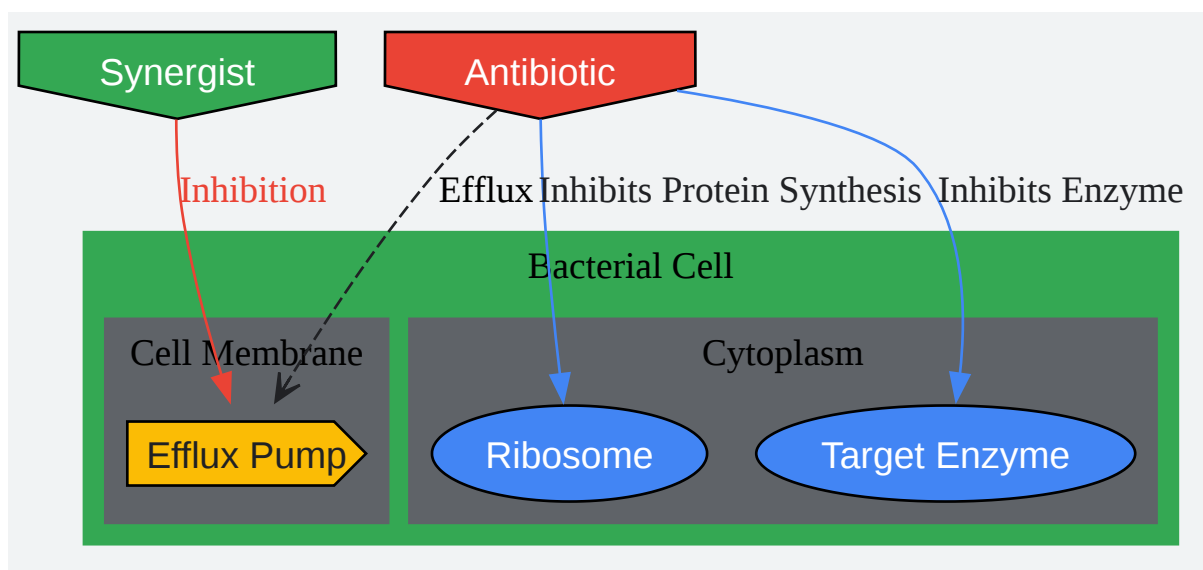 Synergist
Antibiotic
Inhibition
Efflux
Inhibits Protein Synthesis
Inhibits Enzyme
Bacterial Cell
Cell Membrane
Cytoplasm
Efflux Pump
Ribosome
Target Enzyme